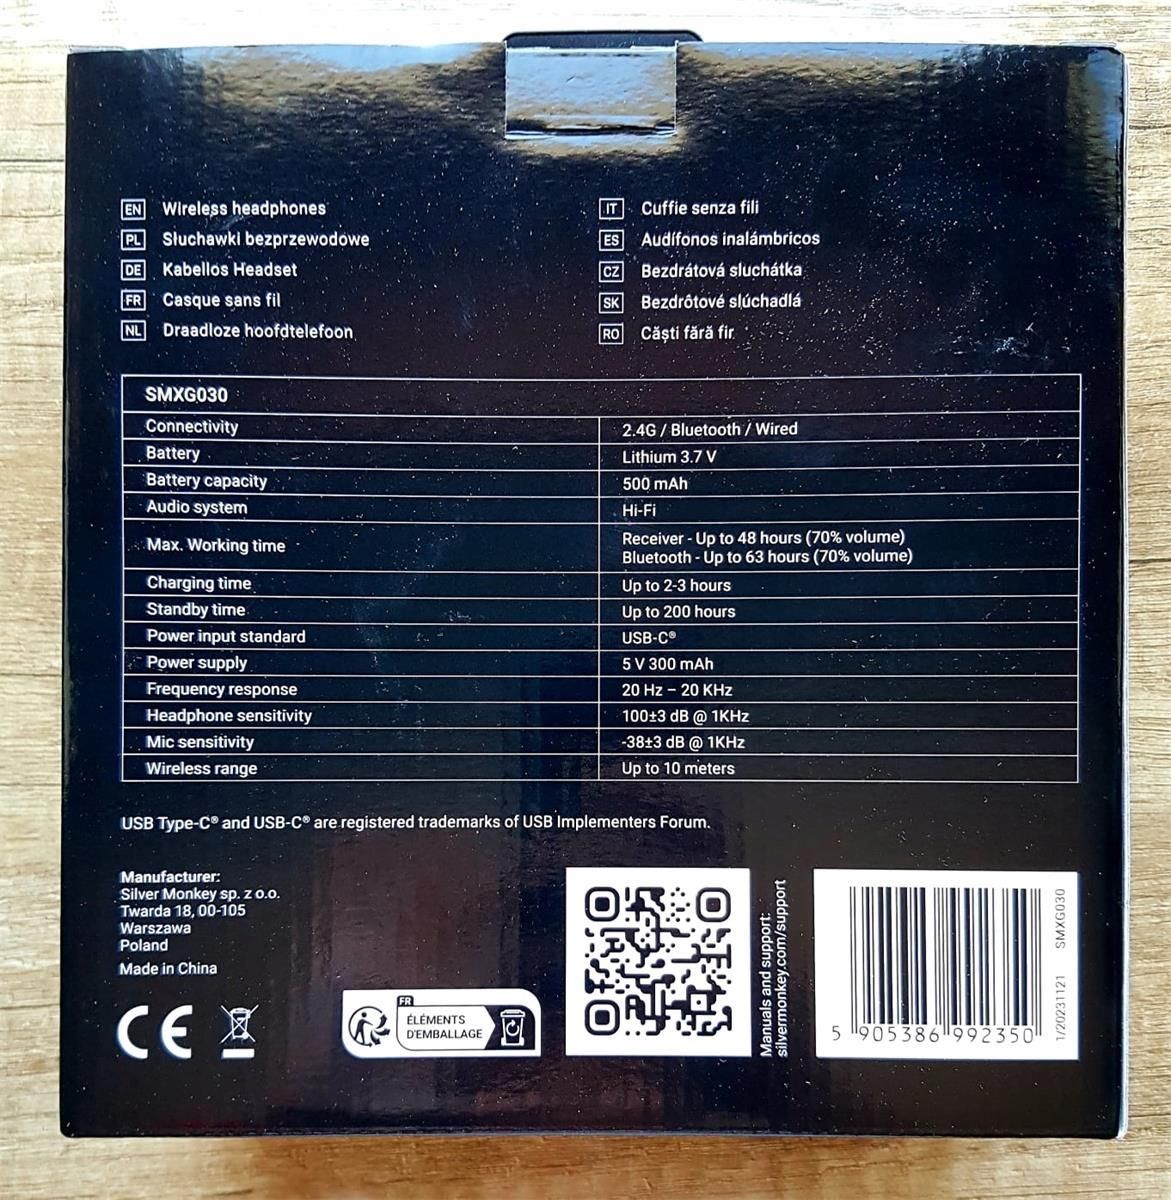 EN Wireless headphones
PL Słuchawki bezprzewodowe
DE Kabellos Headset
FR Casque sans fil
NL Draadloze hoofdtelefoon
IT Cuffie senza fili
ES Audífonos inalámbricos
CZ Bezdrátová sluchátka
SK Bezdrôtové slúchadlá
RO Căști fără fir
SMXG030
Connectivity 2.4G / Bluetooth / Wired
Battery Lithium 3.7 V
Battery capacity 500 mAh
Audio system Hi-Fi
Max. Working time Receiver - Up to 48 hours (70% volume)
Bluetooth - Up to 63 hours (70% volume)
Charging time Up to 2-3 hours
Standby time Up to 200 hours
Power input standard USB-C®
Power supply 5 V 300 mAh
Frequency response 20 Hz – 20 KHz
Headphone sensitivity 100±3 dB @ 1KHz
Mic sensitivity -38±3 dB @ 1KHz
Wireless range Up to 10 meters
USB Type-C® and USB-C® are registered trademarks of USB Implementers Forum.
Manufacturer:
Silver Monkey sp. z o.o.
Twarda 18, 00-105
Warszawa
Poland
Made in China
CE
FR
ÉLÉMENTS
D'EMBALLAGE
Manuals and support:
silvermonkey.com/support
5 905386 992350
1/20231121 SMXG030